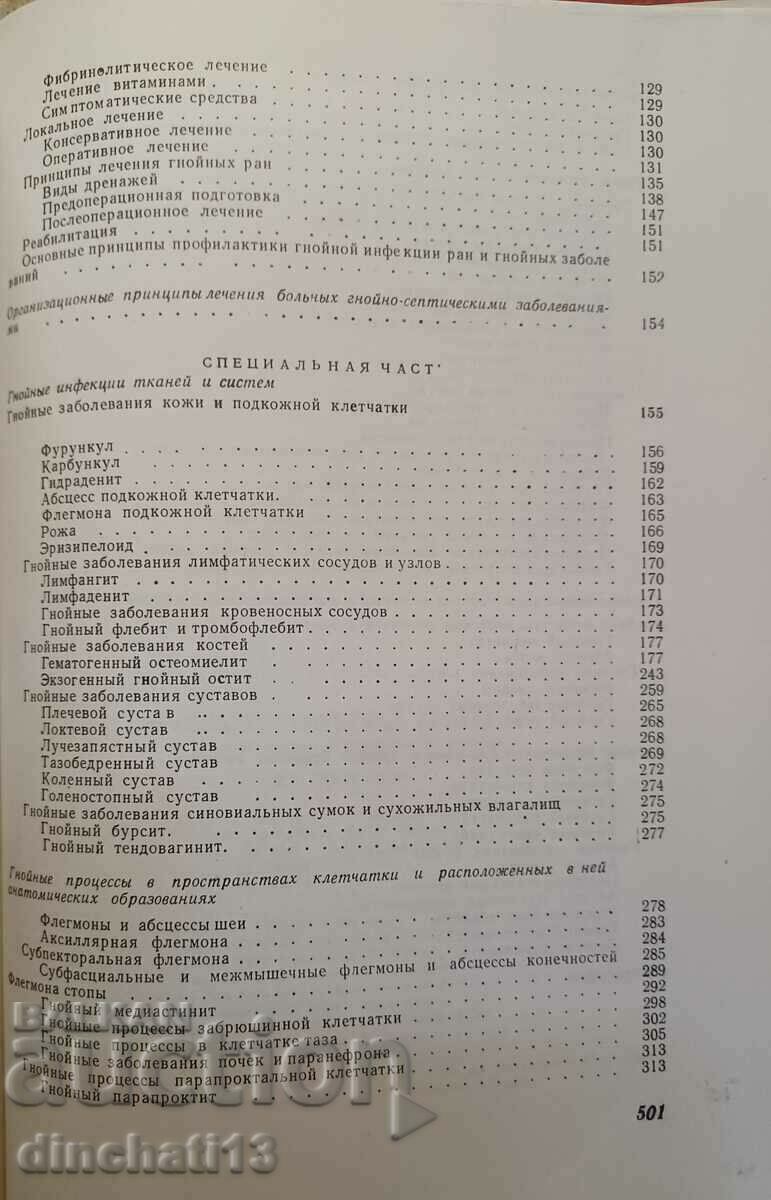 Фибринолитическое лечение
Лечение витаминами . . . 129
Симптоматические средства . . . 129
Локальное лечение . . . 130
Консервативное лечение . . . 130
Оперативное лечение . . . 130
Принципы лечения гнойных ран . . . 131
Виды дренажей . . . 135
Предоперационная подготовка . . . 138
Послеоперационное лечение . . . 147
Реабилитация . . . 151
Основные принципы профилактики гнойной инфекции ран и гнойных заболе 151
ваний . . . 152
Организационные принципы лечения больных гнойно-септическими заболевания-
ми . . . 154
СПЕЦИАЛЬНАЯ ЧАСТ'
Гнойные инфекции тканей и систем
Гнойные заболевания кожи и подкожной клетчатки 155
Фурункул . . . 156
Карбункул . . . 159
Гидраденит . . . 162
Абсцесс подкожной клетчатки. . . . 163
Флегмона подкожной клетчатки . . . 165
Рожа . . . 166
Эризипелоид . . . 169
Гнойные заболевания лимфатических сосудов и узлов . . . 170
Лимфангит . . . 170
Лимфаденит . . . 171
Гнойные заболевания кровеносных сосудов . . . 173
Гнойный флебит и тромбофлебит . . . 174
Гнойные заболевания костей . . . 177
Гематогенный остеомиелит . . . 177
Экзогенный гнойный остит . . . 243
Гнойные заболевания суставов . . . 259
Плечевой суста в . . . 265
Локтевой сустав . . . 268
Лучезапястный сустав . . . 268
Тазобедренный сустав . . . 269
Коленный сустав . . . 272
Голеностопный сустав . . . 274
Гнойные заболевания синовиальных сумок и сухожильных влагалищ . . . 275
Гнойный бурсит. . . . 275
Гнойный тендовагинит. . . . 277
Гнойные процессы в пространствах клетчатки и расположенных в ней
анатомических образованиях
Флегмоны и абсцессы шеи . . . 278
Аксиллярная флегмона . . . 283
Субпекторальная флегмона . . . 284
Субфасциальные и межмышечные флегмоны и абсцессы конечностей 285
Флегмона стопы . . . 289
Гнойный медиастинит . . . 292
Гнойные процессы забрюшинной клетчатки . . . 298
Гнойные процессы в клетчатке таза . . . 302
Гнойные заболевания почек и паранефрона . . . 305
Гнойные процессы парапроктальной клетчатки . . . 313
Гнойный парапроктит . . . 313
501
BALKAN
auction
dinchati13